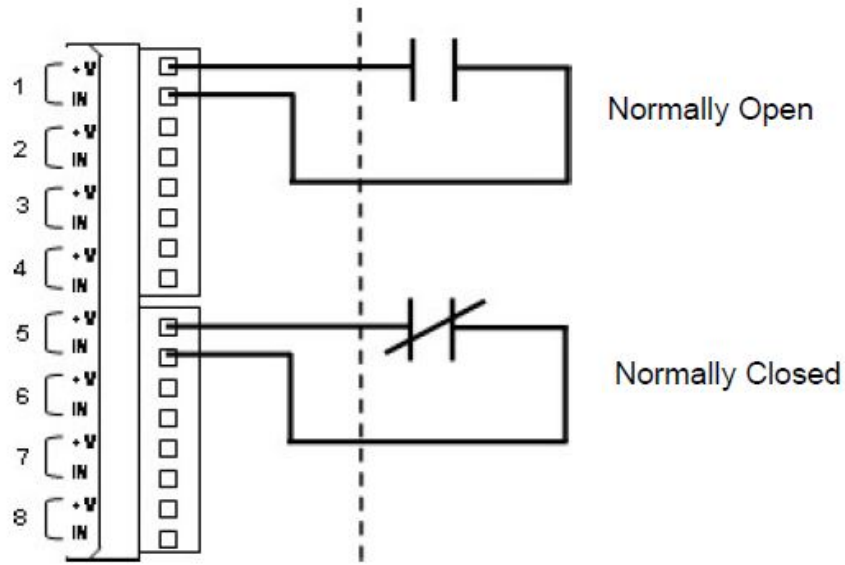 1 +V
IN
Normally Open
2 +V
IN
3 +V
IN
4 +V
IN
5 +V
IN
Normally Closed
6 +V
IN
7 +V
IN
8 +V
IN